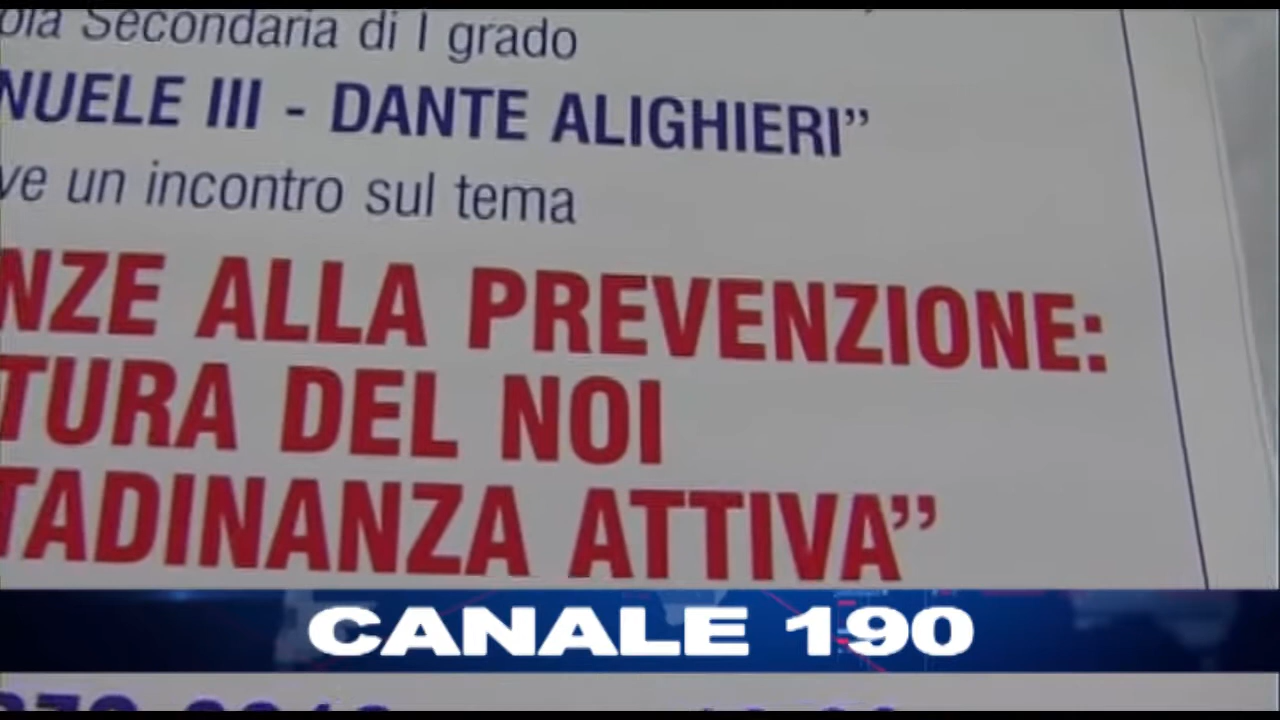 ola Secondaria di I grado
NUELE III - DANTE ALIGHIERI”
ve un incontro sul tema
NZE ALLA PREVENZIONE:
TURA DEL NOI
TADINANZA ATTIVA”
CANALE 190